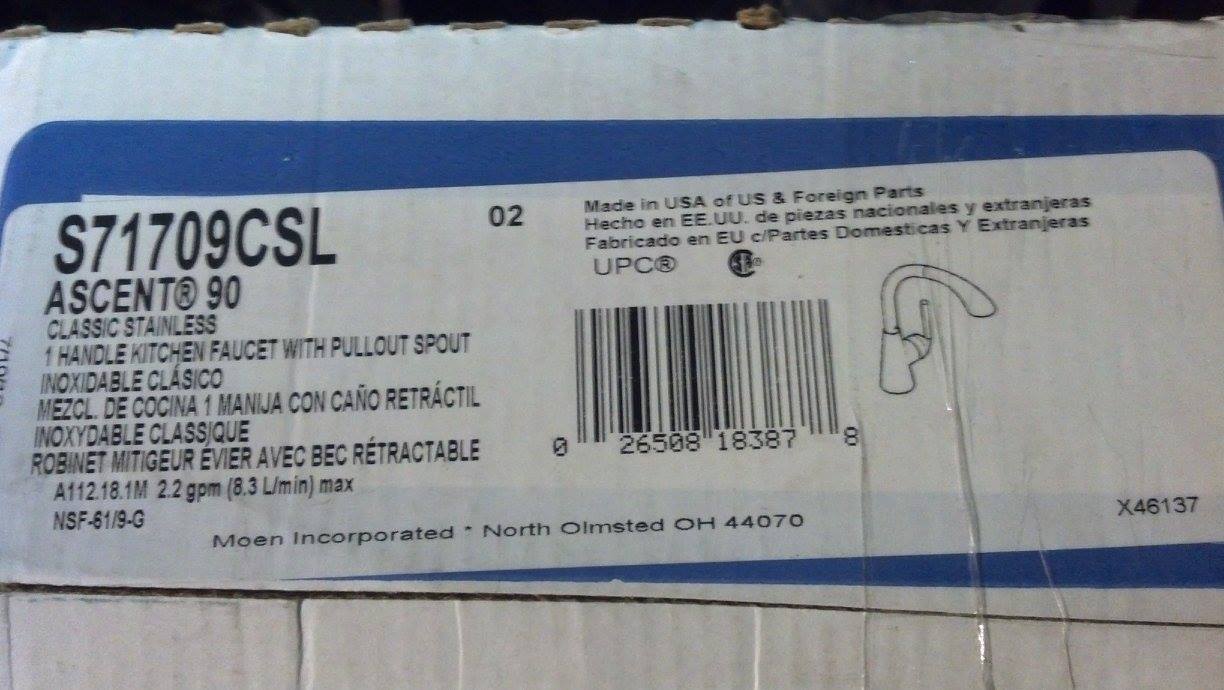 S71709CSL
ASCENT® 90
CLASSIC STAINLESS
1 HANDLE KITCHEN FAUCET WITH PULLOUT SPOUT
INOXIDABLE CLÁSICO
MEZCL. DE COCINA 1 MANIJA CON CAÑO RETRÁCTIL
INOXYDABLE CLASSIQUE
ROBINET MITIGEUR ÉVIER AVEC BEC RÉTRACTABLE
A112.18.1M 2.2 gpm (8.3 L/min) max
NSF-61/9-G
02
Made in USA of US & Foreign Parts
Hecho en EE.UU. de piezas nacionales y extranjeras
Fabricado en EU c/Partes Domesticas Y Extranjeras
UPC®
0 26508 18387 8
X46137
Moen Incorporated * North Olmsted OH 44070